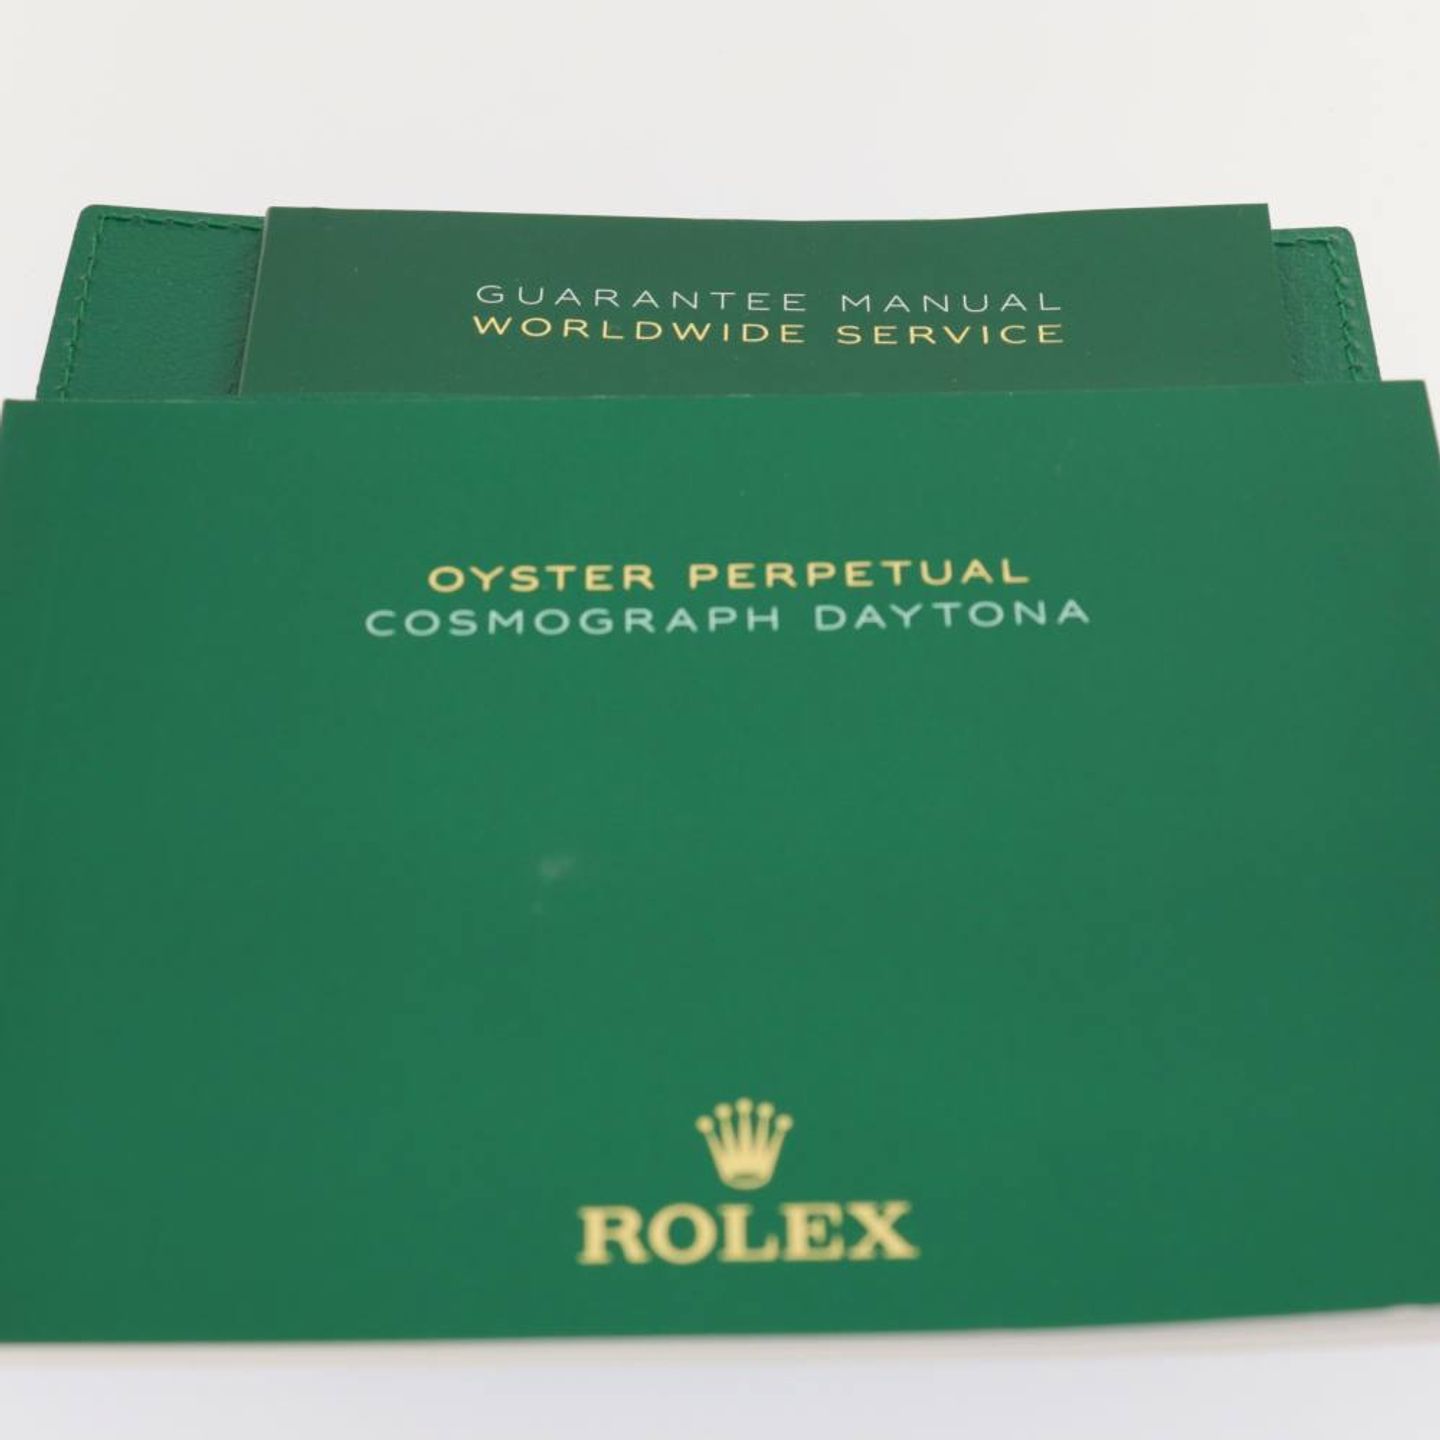 GUARANTEE MANUAL
WORLDWIDE SERVICE
OYSTER PERPETUAL
COSMOGRAPH DAYTONA
ROLEX